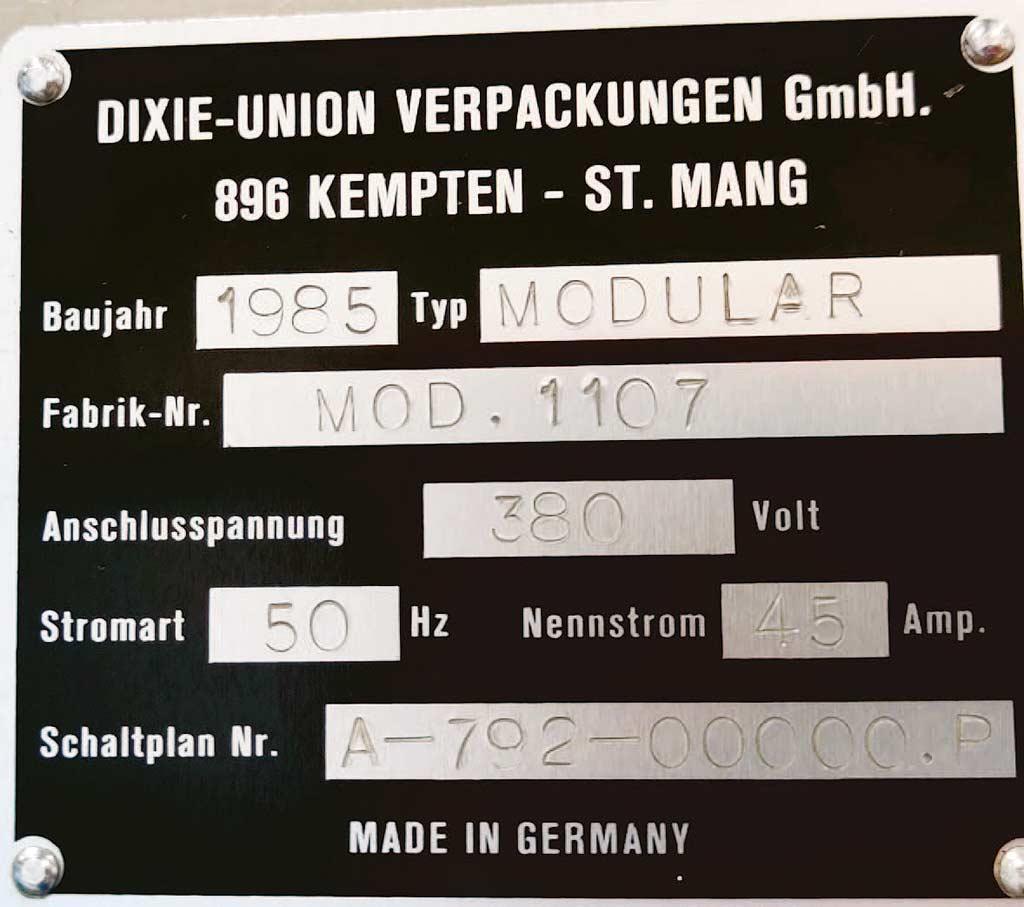 DIXIE-UNION VERPACKUNGEN GmbH.
896 KEMPTEN - ST. MANG
Baujahr 1985 Typ MODULAR
Fabrik-Nr. MOD. 1107
Anschlusspannung 380 Volt
Stromart 50 Hz Nennstrom 45 Amp.
Schaltplan Nr. A-792-00000.P
MADE IN GERMANY